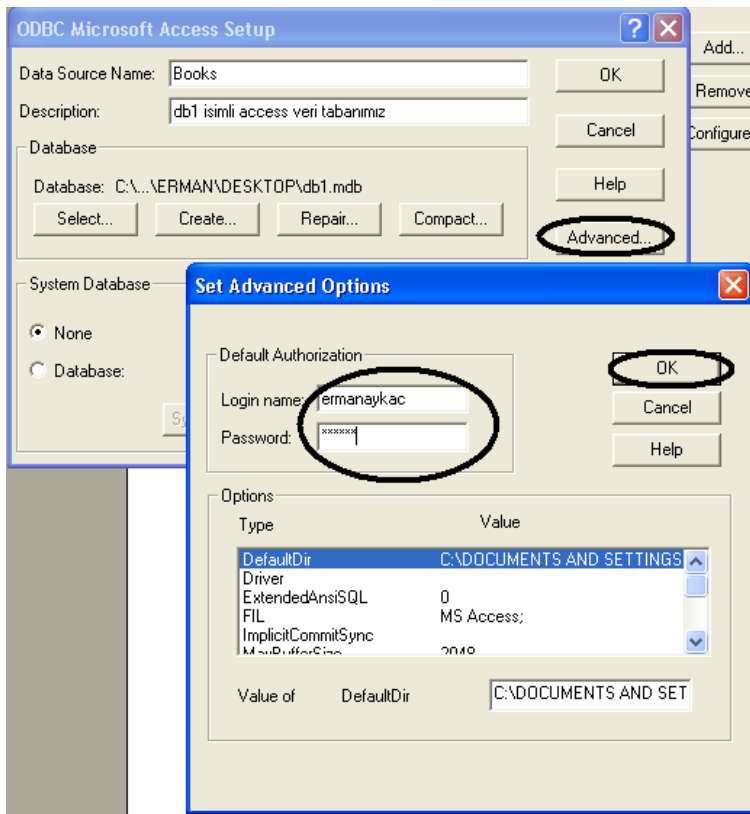 ODBC Microsoft Access Setup
Add...
Remove
Configure
Data Source Name: Books
OK
Description: db1 isimli access veri tabanımız
Cancel
Database
Database: C:\...\ERMAN\DESKTOP\db1.mdb
Help
Select... Create... Repair... Compact...
Advanced...
System Database
None
Database:
Set Advanced Options
Default Authorization
OK
Login name: ermanaykac
Cancel
Password: ××××××
Help
Options
Type Value
DefaultDir C:\DOCUMENTS AND SETTINGS
Driver
ExtendedAnsiSQL 0
FIL MS Access;
ImplicitCommitSync
MaxBufferSize 2048
Value of DefaultDir C:\DOCUMENTS AND SET